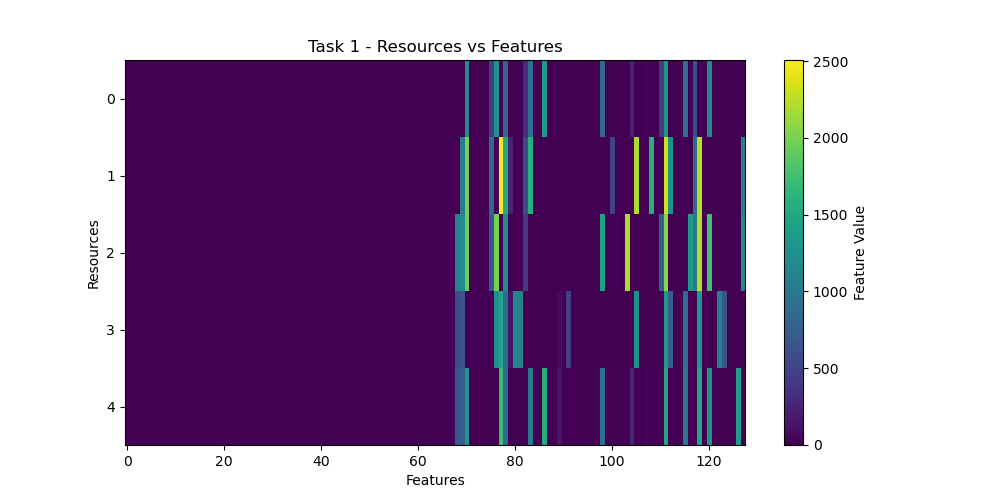 Task 1 - Resources vs Features
Resources
0
1
2
3
4
0 20 40 60 80 100 120
Features
2500
2000
1500
1000
500
0
Feature Value